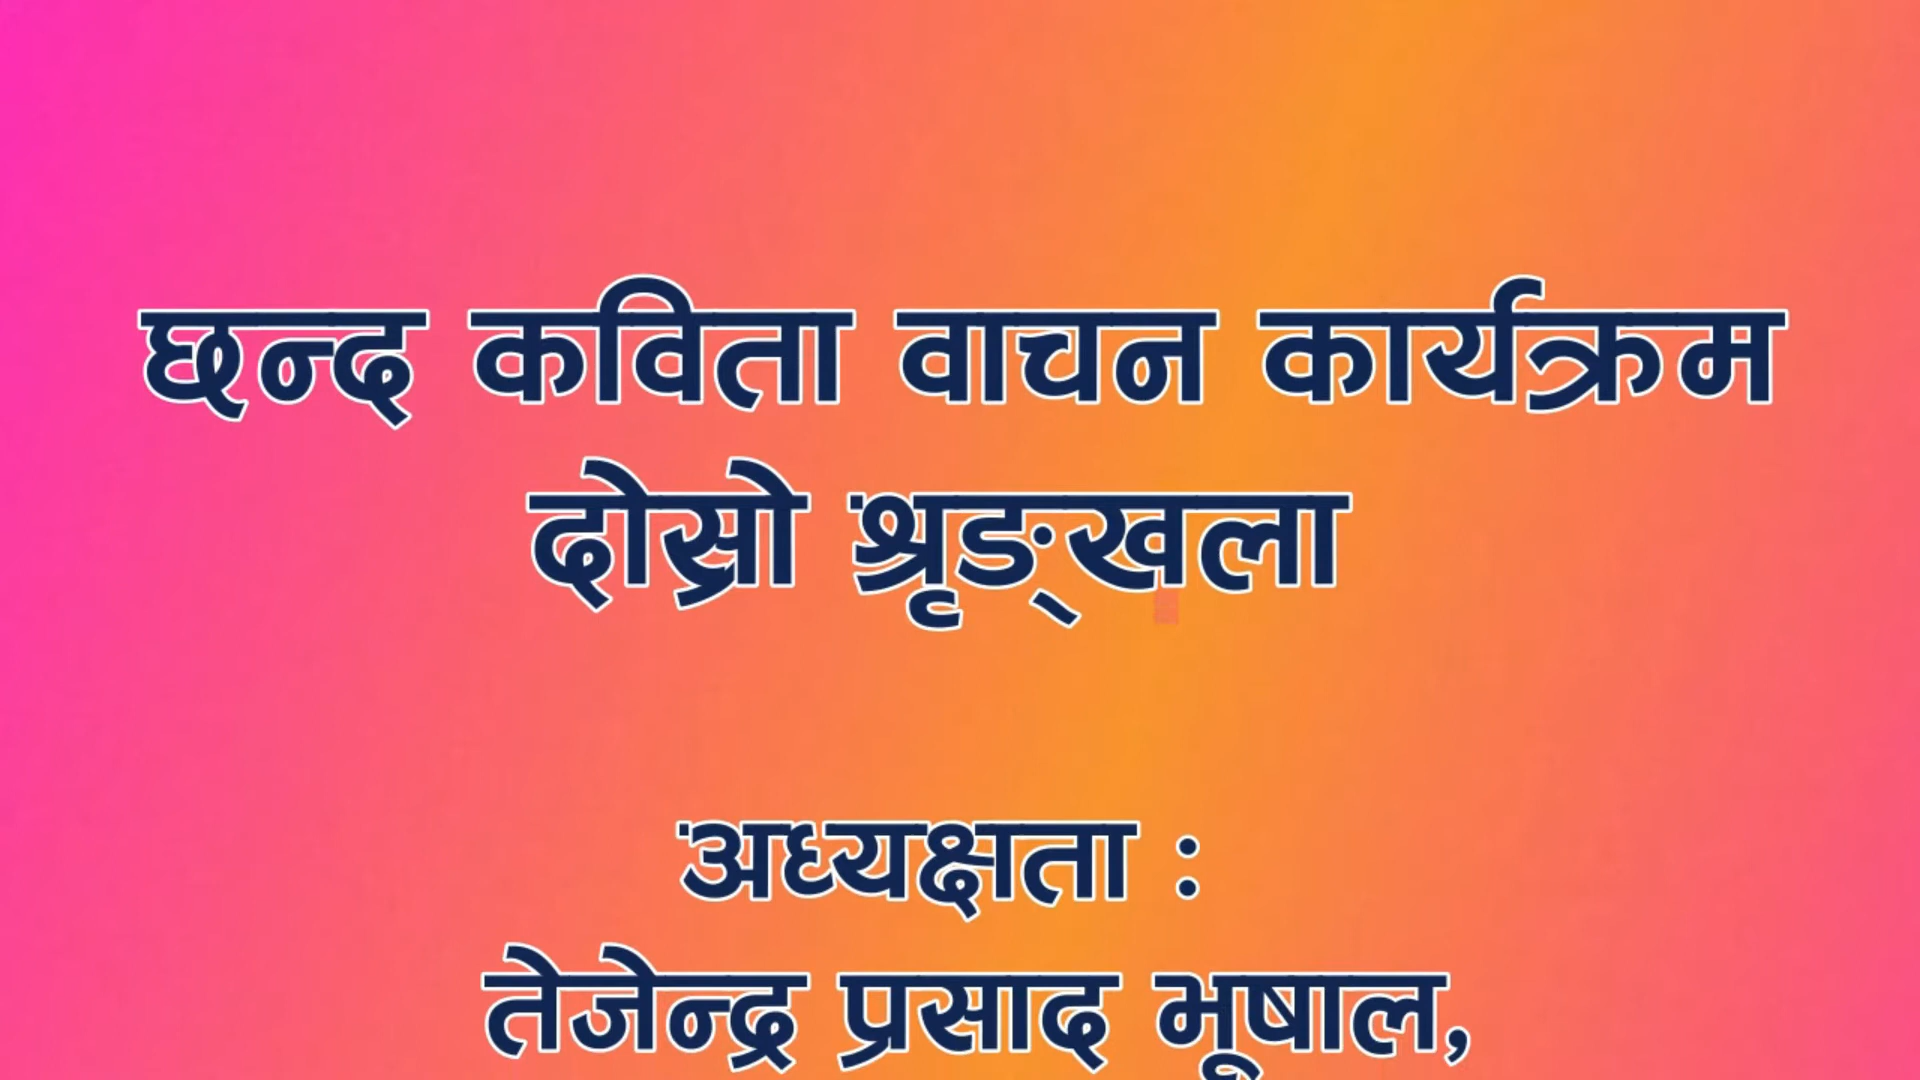 छन्द कविता वाचन कार्यक्रम
दोस्रो श्रृङ्खला
अध्यक्षता :
तेजेन्द्र प्रसाद भूषाल,